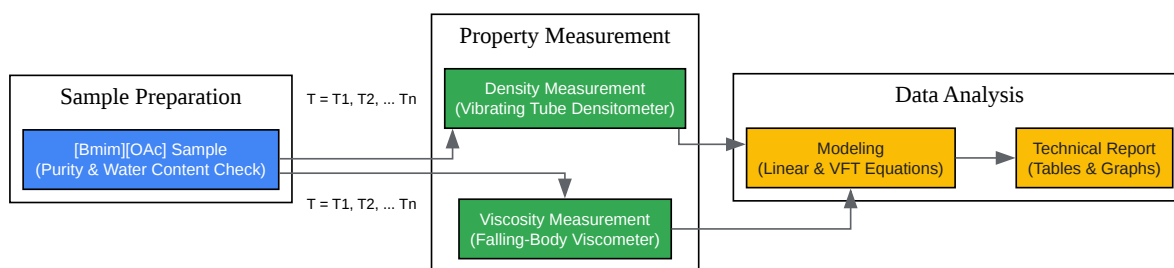 Sample Preparation
[Bmim][OAc] Sample
(Purity & Water Content Check)
T = T1, T2, ... Tn
T = T1, T2, ... Tn
Property Measurement
Density Measurement
(Vibrating Tube Densitometer)
Viscosity Measurement
(Falling-Body Viscometer)
Data Analysis
Modeling
(Linear & VFT Equations)
Technical Report
(Tables & Graphs)